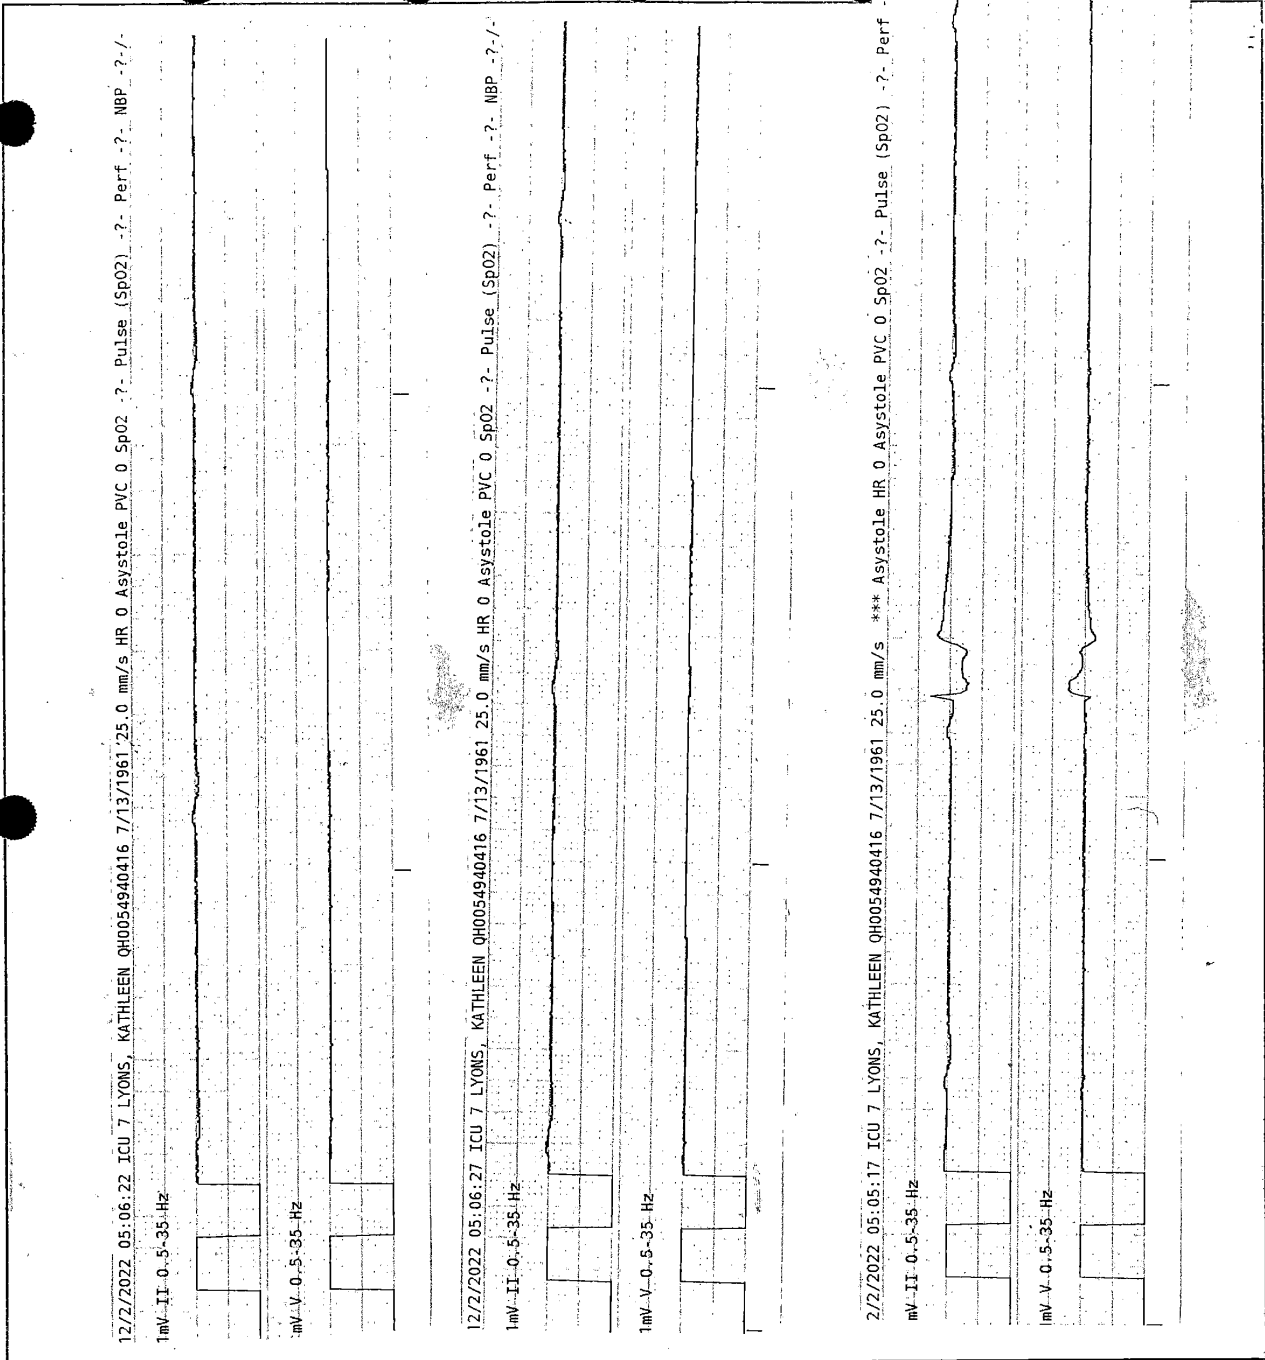 12/2/2022 05:06:22 ICU 7 LYONS, KATHLEEN QH0054940416 7/13/1961 25.0 mm/s HR 0 Asystole PVC 0 SpO2 -?- Pulse (SpO2) -?- Perf -?- NBP -?-/-
1mV II 0.5-35 Hz
mV V 0.5-35 Hz
12/2/2022 05:06:27 ICU 7 LYONS, KATHLEEN QH0054940416 7/13/1961 25.0 mm/s HR 0 Asystole PVC 0 SpO2 -?- Pulse (SpO2) -?- Perf -?- NBP -?-/-
1mV II 0.5-35 Hz
1mV V 0.5-35 Hz
2/2/2022 05:05:17 ICU 7 LYONS, KATHLEEN QH0054940416 7/13/1961 25.0 mm/s *** Asystole HR 0 Asystole PVC 0 SpO2 -?- Pulse (SpO2) -?- Perf -
mV II 0.5-35 Hz
mV V 0.5-35 Hz